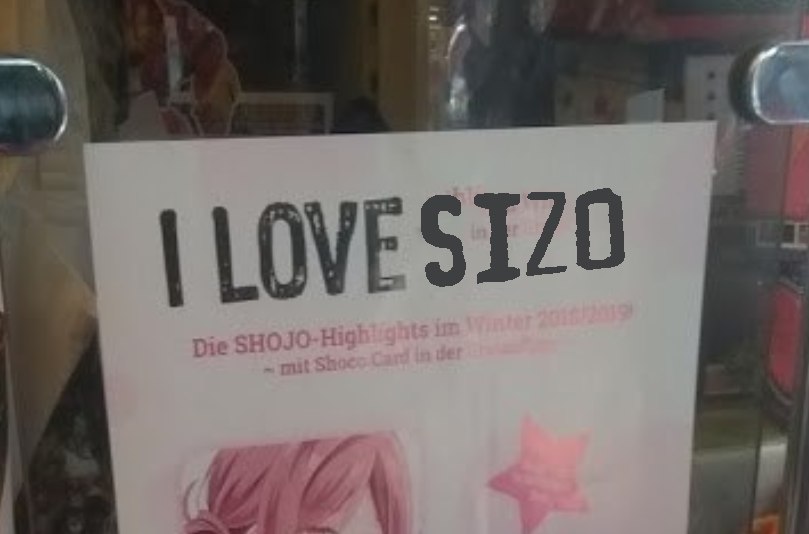 I LOVE SIZO
Die SHOJO-Highlights im Winter 2018/2019!
~ mit Shoco Card in der